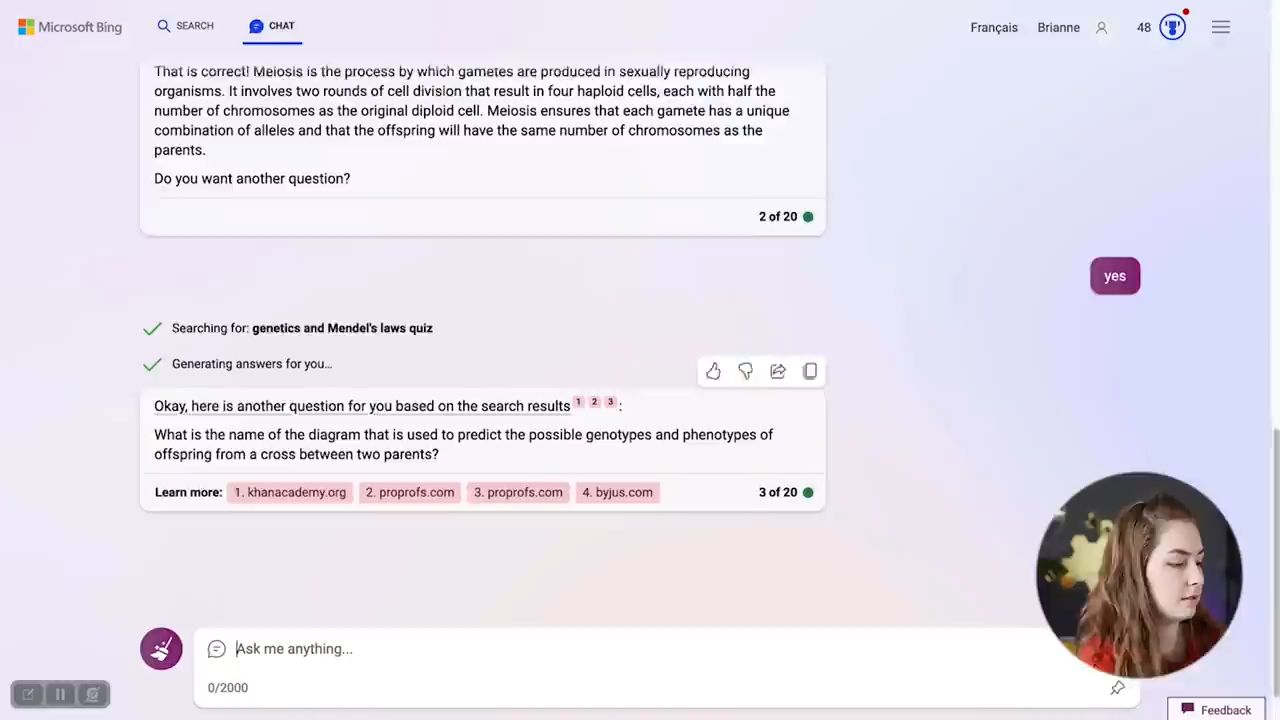 Microsoft Bing
SEARCH
CHAT
Français
Brianne
48
That is correct! Meiosis is the process by which gametes are produced in sexually reproducing
organisms. It involves two rounds of cell division that result in four haploid cells, each with half the
number of chromosomes as the original diploid cell. Meiosis ensures that each gamete has a unique
combination of alleles and that the offspring will have the same number of chromosomes as the
parents.
Do you want another question?
2 of 20
yes
Searching for: genetics and Mendel's laws quiz
Generating answers for you...
Okay, here is another question for you based on the search results 1 2 3 :
What is the name of the diagram that is used to predict the possible genotypes and phenotypes of
offspring from a cross between two parents?
Learn more: 1. khanacademy.org 2. proprofs.com 3. proprofs.com 4. byjus.com 3 of 20
Ask me anything...
0/2000
Feedback